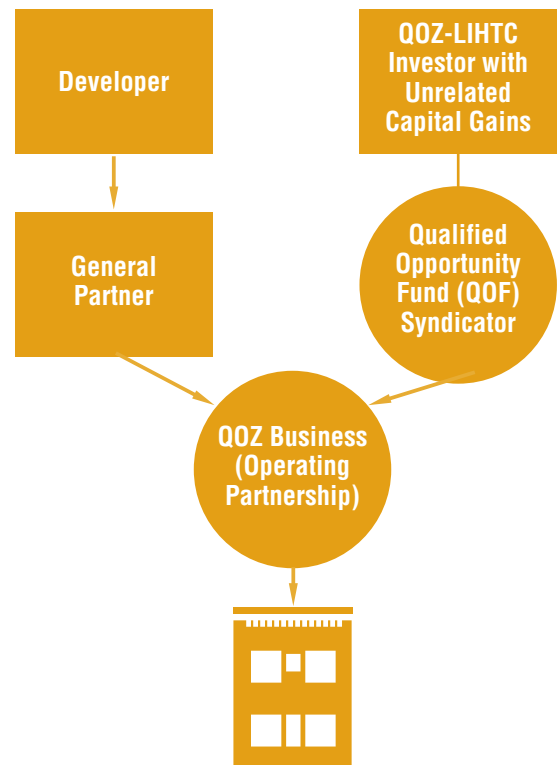 Developer
QOZ-LIHTC
Investor with
Unrelated
Capital Gains
General
Partner
Qualified
Opportunity
Fund (QOF)
Syndicator
QOZ Business
(Operating
Partnership)